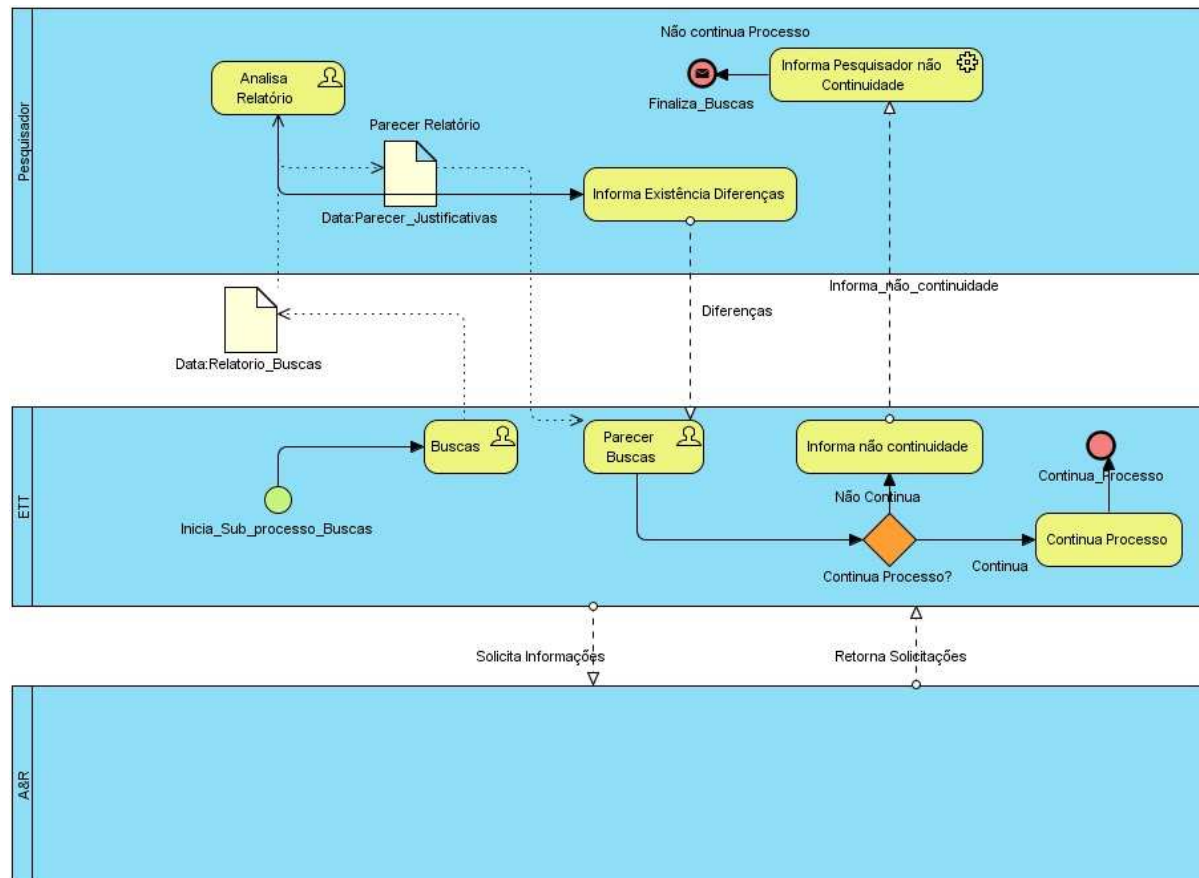 Pesquisador
Não continua Processo
Analisa
Relatório
Informa Pesquisador não
Continuidade
Finaliza_Buscas
Parecer Relatório
Informa Existência Diferenças
Data:Parecer_Justificativas
Informa_não_continuidade
Diferenças
Data:Relatorio_Buscas
ETT
Buscas
Parecer
Buscas
Informa não continuidade
Continua_Processo
Não Continua
Inicia_Sub_processo_Buscas
Continua Processo
Continua
Continua Processo?
Solicita Informações
Retorna Solicitações
A&R